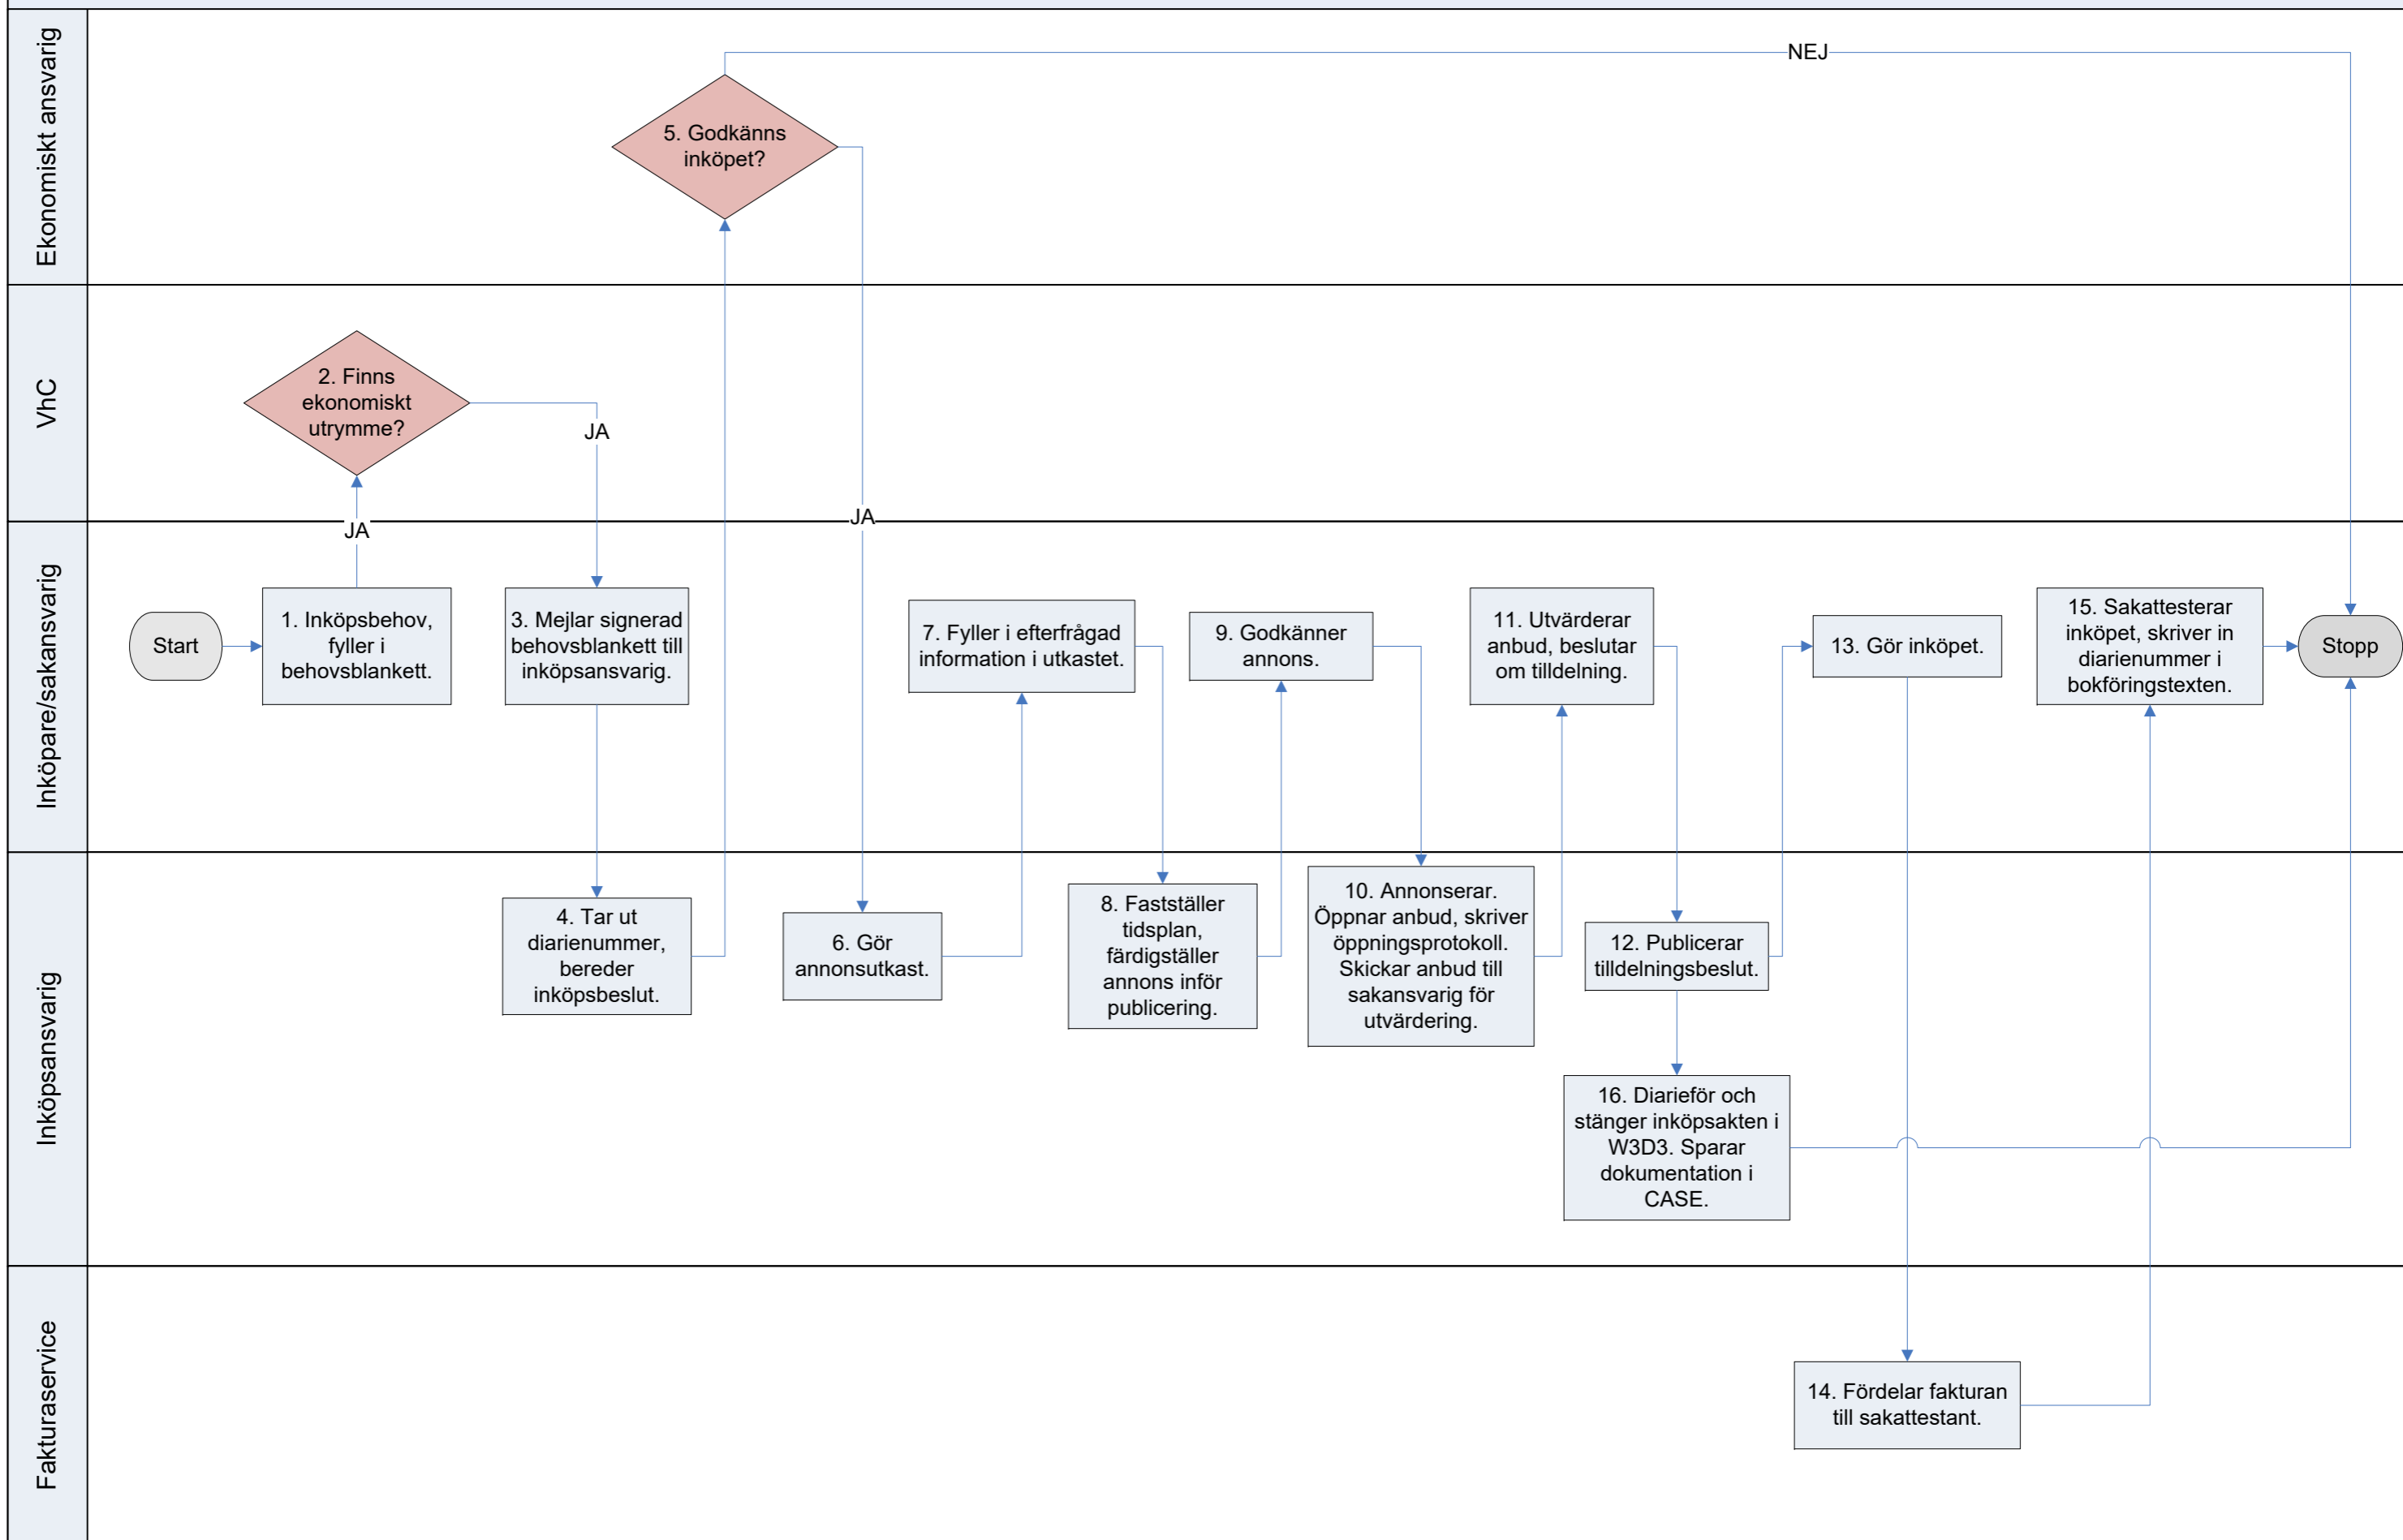 Ekonomiskt ansvarig
NEJ
5. Godkänns
inköpet?
VhC
2. Finns
ekonomiskt
utrymme?
JA
JA
JA
Inköpare/sakansvarig
Start
1. Inköpsbehov,
fyller i
behovsblankett.
3. Mejlar signerad
behovsblankett till
inköpsansvarig.
7. Fyller i efterfrågad
information i utkastet.
9. Godkänner
annons.
11. Utvärderar
anbud, beslutar
om tilldelning.
13. Gör inköpet.
15. Sakattesterar
inköpet, skriver in
diarienummer i
bokföringstexten.
Stopp
Inköpsansvarig
4. Tar ut
diarienummer,
bereder
inköpsbeslut.
6. Gör
annonsutkast.
8. Fastställer
tidsplan,
färdigställer
annons inför
publicering.
10. Annonserar.
Öppnar anbud, skriver
öppningsprotokoll.
Skickar anbud till
sakansvarig för
utvärdering.
12. Publicerar
tilldelningsbeslut.
16. Diarieför och
stänger inköpsakten i
W3D3. Sparar
dokumentation i
CASE.
Fakturaservice
14. Fördelar fakturan
till sakattestant.